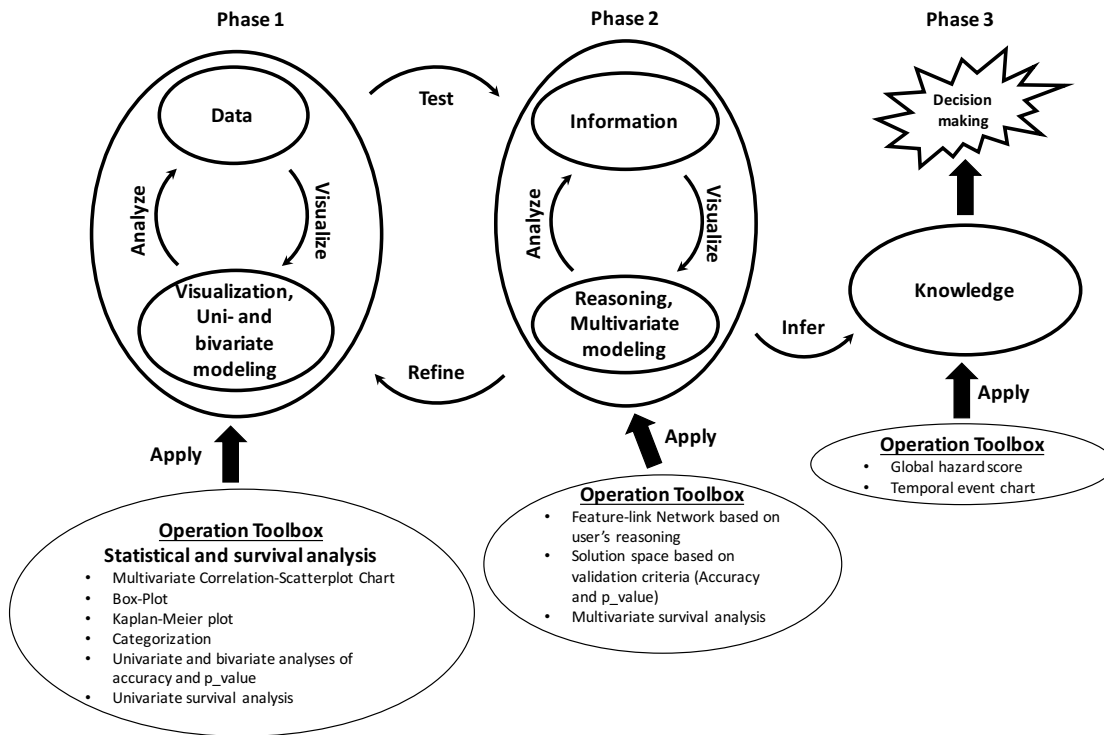 Phase 1
Data
Analyze
Visualize
Visualization,
Uni- and
bivariate
modeling
Apply
Operation Toolbox
Statistical and survival analysis
• Multivariate Correlation-Scatterplot Chart
• Box-Plot
• Kaplan-Meier plot
• Categorization
• Univariate and bivariate analyses of
accuracy and p_value
• Univariate survival analysis
Test
Refine
Phase 2
Information
Analyze
Visualize
Reasoning,
Multivariate
modeling
Apply
Operation Toolbox
• Feature-link Network based on
user's reasoning
• Solution space based on
validation criteria (Accuracy
and p_value)
• Multivariate survival analysis
Infer
Phase 3
Decision
making
Knowledge
Apply
Operation Toolbox
• Global hazard score
• Temporal event chart